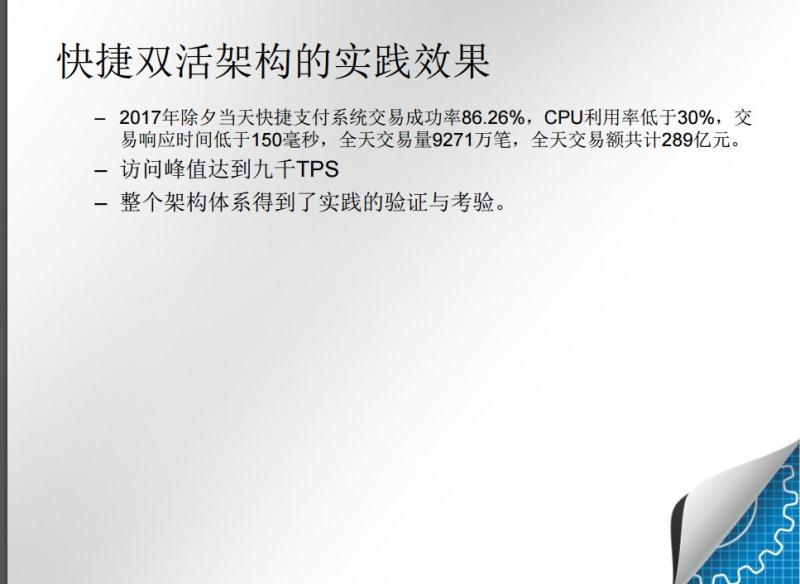 快捷双活架构的实践效果
– 2017年除夕当天快捷支付系统交易成功率86.26%，CPU利用率低于30%，交
易响应时间低于150毫秒，全天交易量9271万笔，全天交易额共计289亿元。
– 访问峰值达到九千TPS
– 整个架构体系得到了实践的验证与考验。